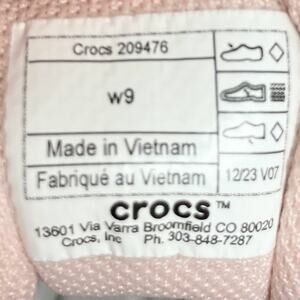 Crocs 209476
w9
Made in Vietnam
Fabriqué au Vietnam
12/23 V07
crocs™
13601 Via Varra Broomfield CO 80020
Crocs, Inc Ph. 303-848-7287